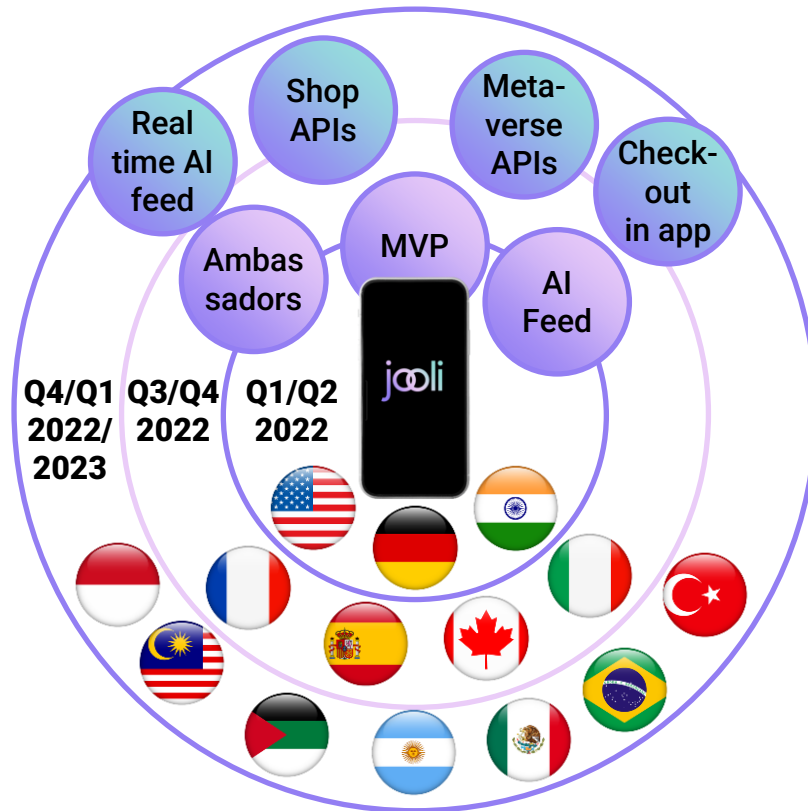 Real
time AI
feed
Shop
APIs
Meta-
verse
APIs
Check-
out
in app
Ambas
sadors
MVP
AI
Feed
jooli
Q4/Q1
2022/
2023
Q3/Q4
2022
Q1/Q2
2022